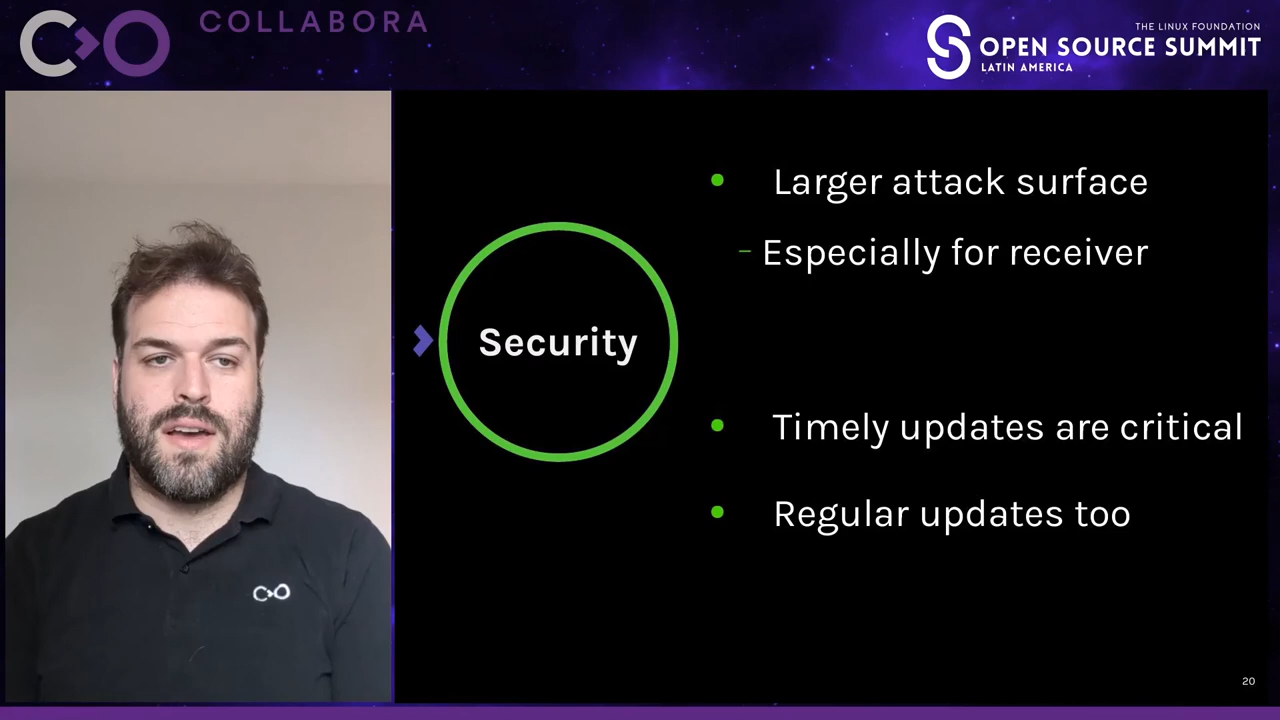 COLLABORA
THE LINUX FOUNDATION
OPEN SOURCE SUMMIT
LATIN AMERICA
Security
• Larger attack surface
– Especially for receiver
• Timely updates are critical
• Regular updates too
20